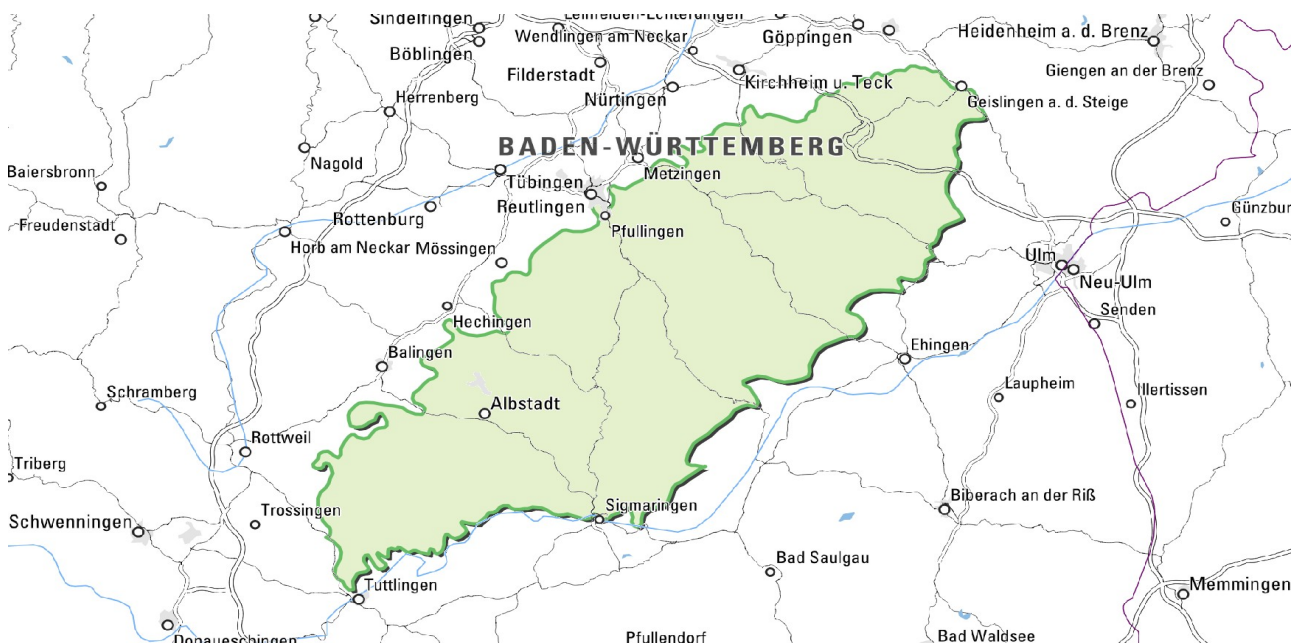 Sindelfingen
Leinfelden-Echterdingen
Wendlingen am Neckar
Göppingen
Heidenheim a. d. Brenz
Böblingen
Filderstadt
Kirchheim u. Teck
Giengen an der Brenz
Herrenberg
Nürtingen
Geislingen a. d. Steige
BADEN-WÜRTTEMBERG
Nagold
Baiersbronn
Metzingen
Tübingen
Reutlingen
Freudenstadt
Rottenburg
Günzbur
Pfullingen
Horb am Neckar
Mössingen
Ulm
Neu-Ulm
Senden
Hechingen
Balingen
Ehingen
Schramberg
Laupheim
Illertissen
Albstadt
Rottweil
Triberg
Biberach an der Riß
Sigmaringen
Trossingen
Schwenningen
Bad Saulgau
Tuttlingen
Memmingen
Donaueschingen
Pfullendorf
Bad Waldsee